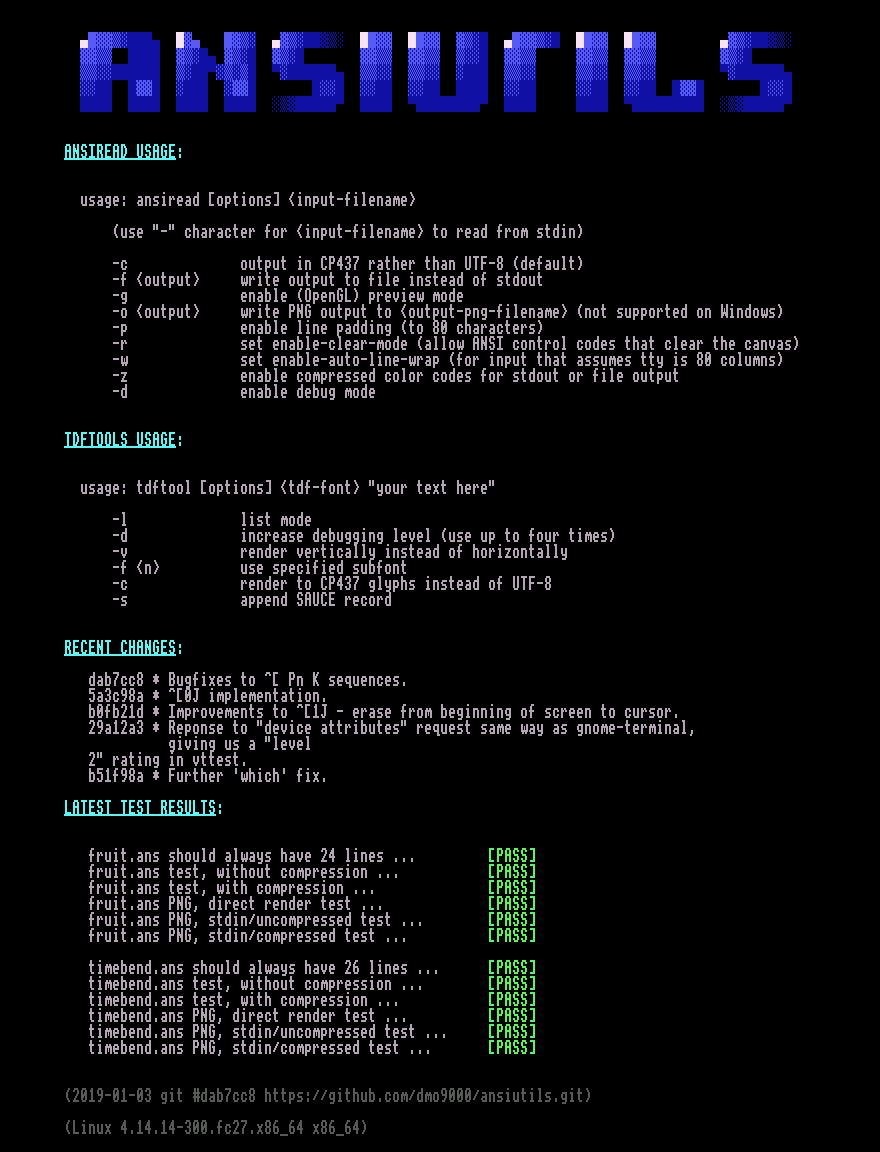 ANSIUTILS
ANSIREAD USAGE:
usage: ansiread [options] <input-filename>
(use "-" character for <input-filename> to read from stdin)
-c output in CP437 rather than UTF-8 (default)
-f <output> write output to file instead of stdout
-g enable (OpenGL) preview mode
-o <output> write PNG output to <output-png-filename> (not supported on Windows)
-p enable line padding (to 80 characters)
-r set enable-clear-mode (allow ANSI control codes that clear the canvas)
-w set enable-auto-line-wrap (for input that assumes tty is 80 columns)
-z enable compressed color codes for stdout or file output
-d enable debug mode
TDFTOOLS USAGE:
usage: tdftool [options] <tdf-font> "your text here"
-l list mode
-d increase debugging level (use up to four times)
-v render vertically instead of horizontally
-f <n> use specified subfont
-c render to CP437 glyphs instead of UTF-8
-s append SAUCE record
RECENT CHANGES:
dab7cc8 * Bugfixes to ^[ Pn K sequences.
5a3c98a * ^[0J implementation.
b0fb21d * Improvements to ^[1J - erase from beginning of screen to cursor.
29a12a3 * Reponse to "device attributes" request same way as gnome-terminal,
giving us a "level
2" rating in vttest.
b51f98a * Further 'which' fix.
LATEST TEST RESULTS:
fruit.ans should always have 24 lines ... [PASS]
fruit.ans test, without compression ... [PASS]
fruit.ans test, with compression ... [PASS]
fruit.ans PNG, direct render test ... [PASS]
fruit.ans PNG, stdin/uncompressed test ... [PASS]
fruit.ans PNG, stdin/compressed test ... [PASS]
timebend.ans should always have 26 lines ... [PASS]
timebend.ans test, without compression ... [PASS]
timebend.ans test, with compression ... [PASS]
timebend.ans PNG, direct render test ... [PASS]
timebend.ans PNG, stdin/uncompressed test ... [PASS]
timebend.ans PNG, stdin/compressed test ... [PASS]
(2019-01-03 git #dab7cc8 https://github.com/dmo9000/ansiutils.git)
(Linux 4.14.14-300.fc27.x86_64 x86_64)